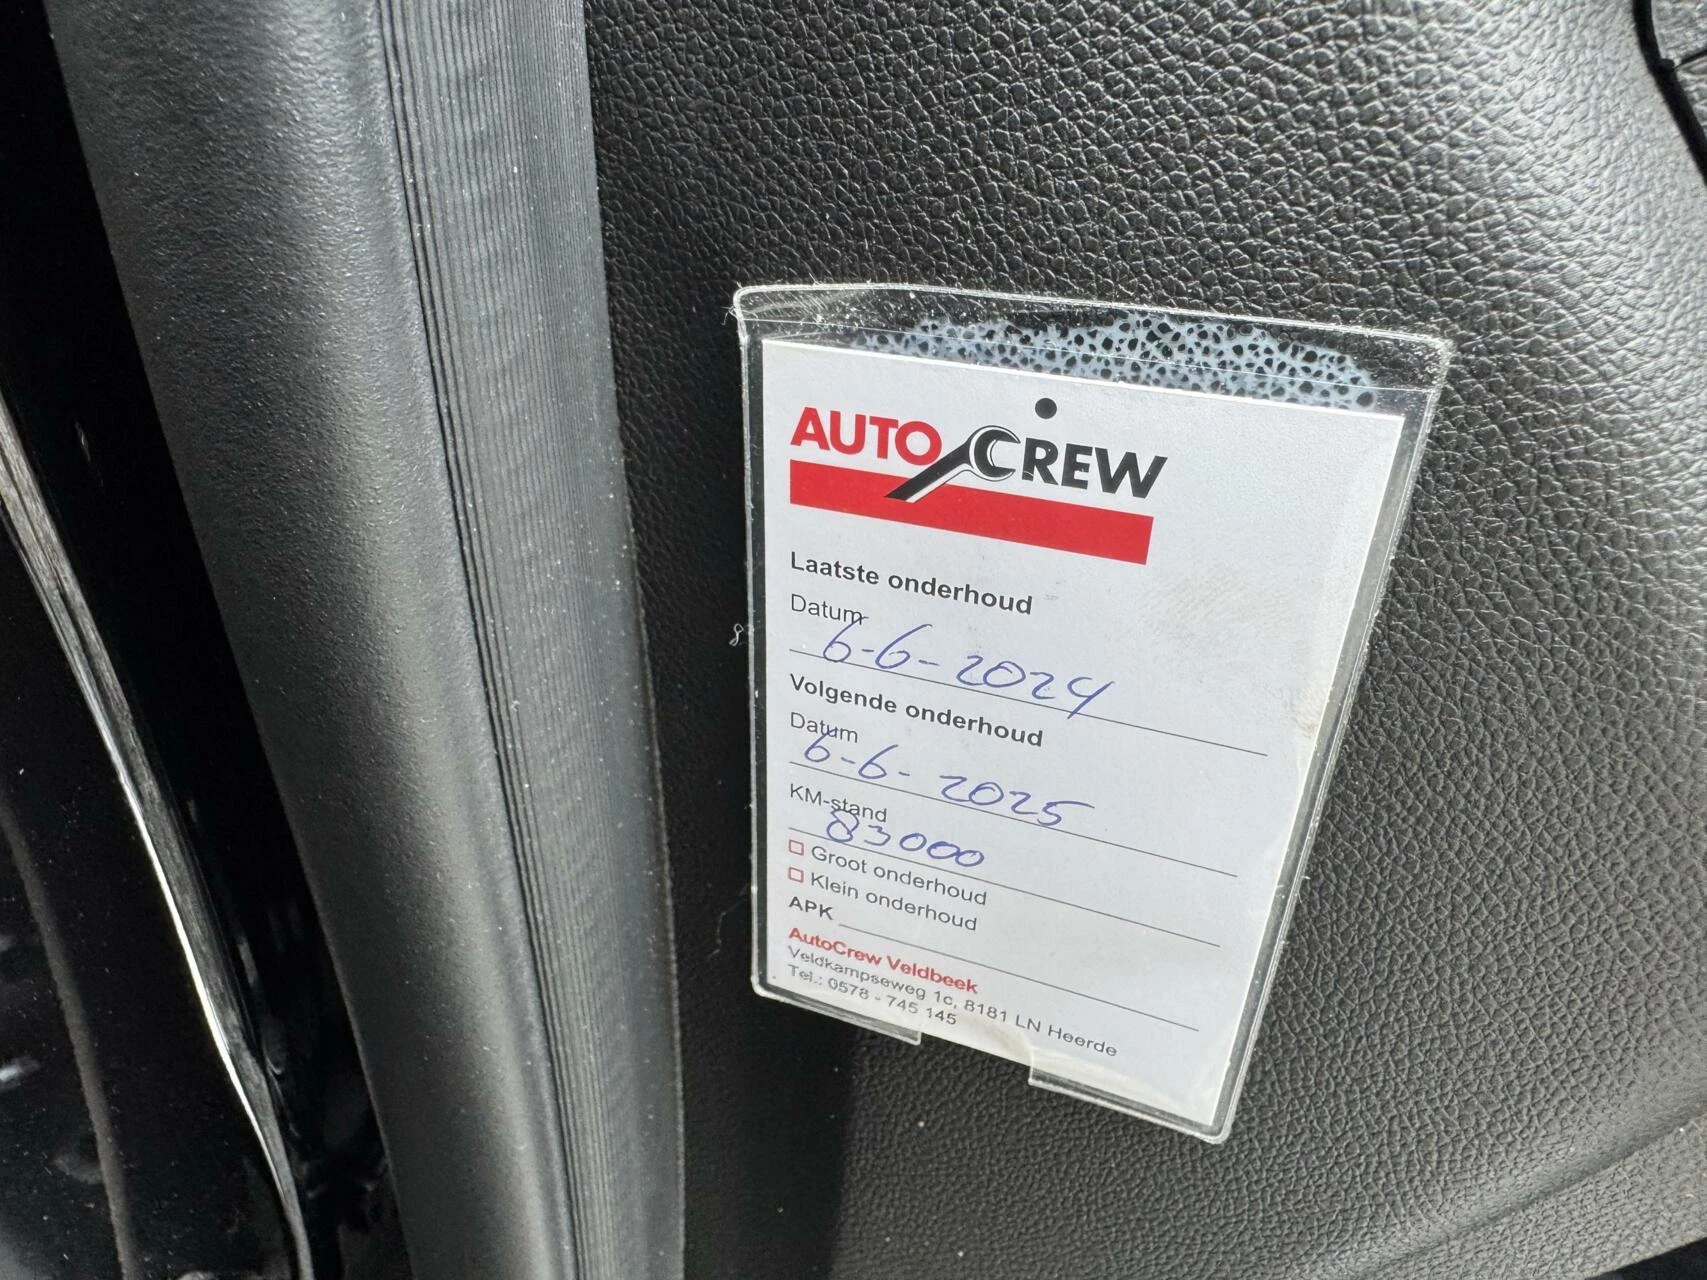 AUTO CREW
Laatste onderhoud
Datum
6-6-2024
Volgende onderhoud
Datum
6-6-2025
KM-stand
83000
Groot onderhoud
Klein onderhoud
APK
AutoCrew Veldbeek
Veldkampseweg 1c, 8181 LN Heerde
Tel.: 0578 - 745 145